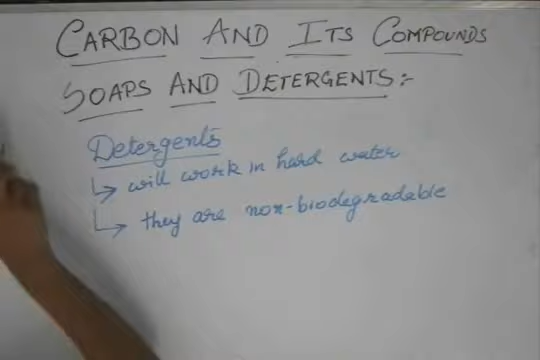 CARBON AND ITS COMPOUNDS
SOAPS AND DETERGENTS:-
Detergents
↳ will work in hard water
↳ they are non-biodegradable